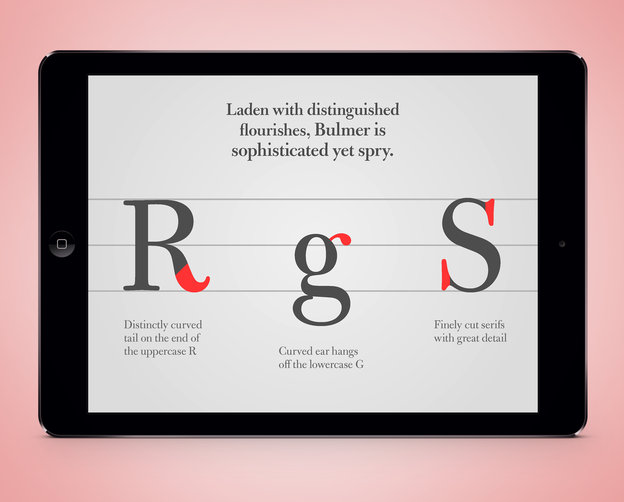 Laden with distinguished
flourishes, Bulmer is
sophisticated yet spry.
R g S
Distinctly curved
tail on the end of
the uppercase R
Curved ear hangs
off the lowercase G
Finely cut serifs
with great detail